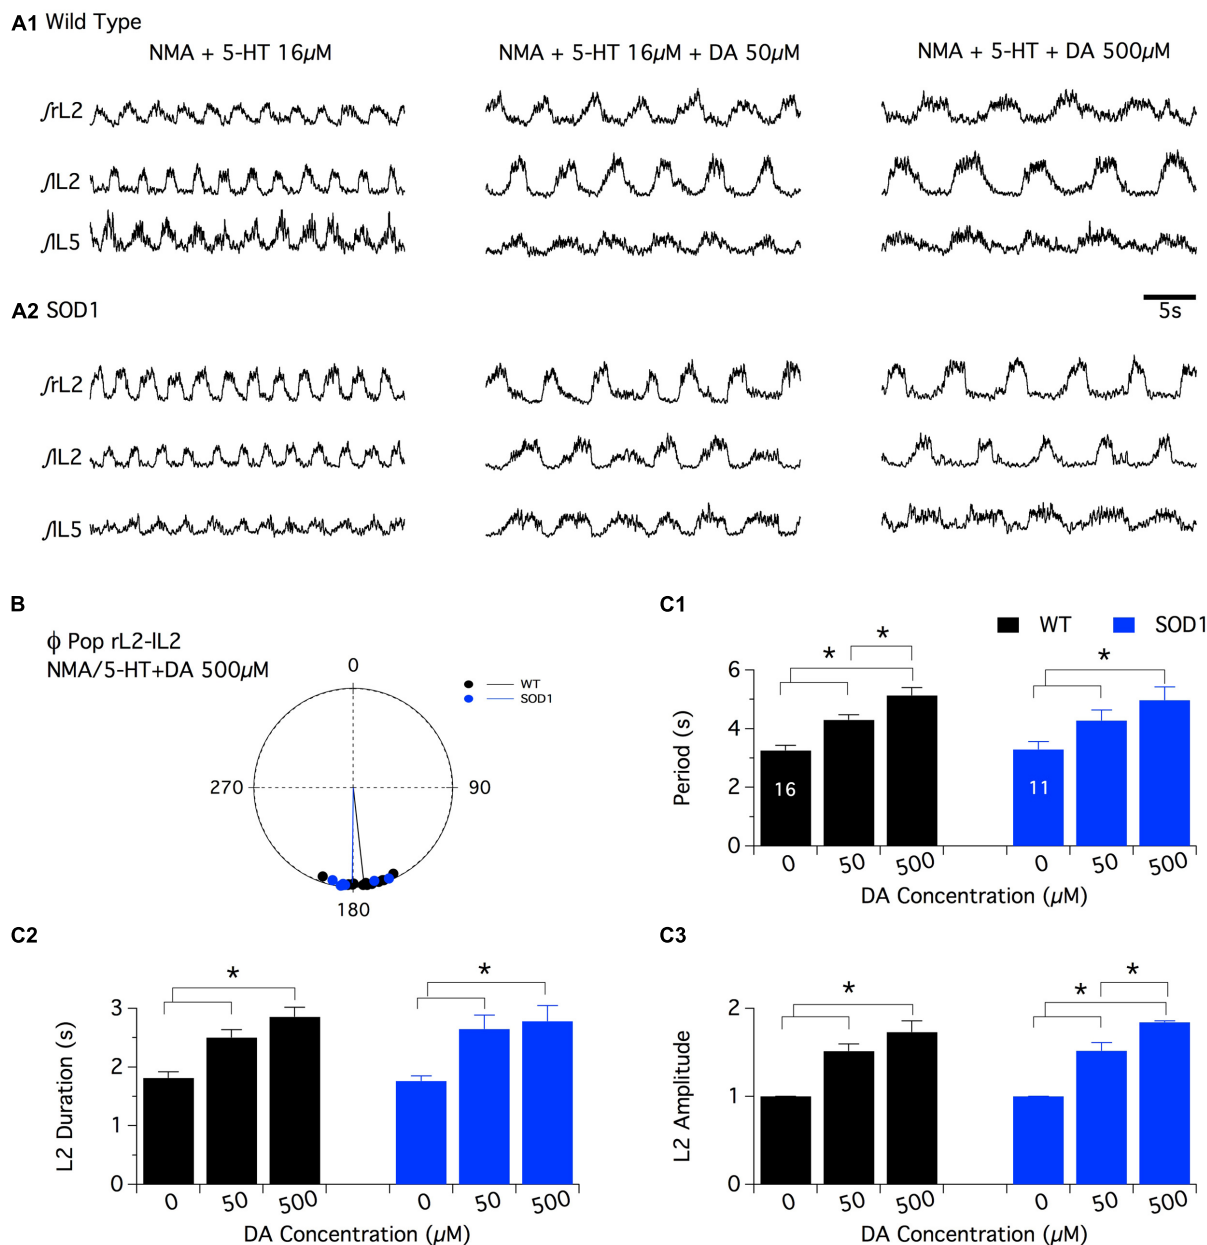 A1 Wild Type
NMA + 5-HT 16µM
NMA + 5-HT 16µM + DA 50µM
NMA + 5-HT + DA 500µM
∫rL2
∫lL2
∫lL5
5s
A2 SOD1
∫rL2
∫lL2
∫lL5
B
ϕ Pop rL2-lL2
NMA/5-HT+DA 500µM
0
90
180
270
WT
SOD1
C1
WT
SOD1
*
*
*
Period (s)
6
4
2
0
16
11
0
50
500
0
50
500
DA Concentration (µM)
C2
*
*
L2 Duration (s)
3
2
1
0
0
50
500
0
50
500
DA Concentration (µM)
C3
*
*
*
L2 Amplitude
2
1
0
0
50
500
0
50
500
DA Concentration (µM)